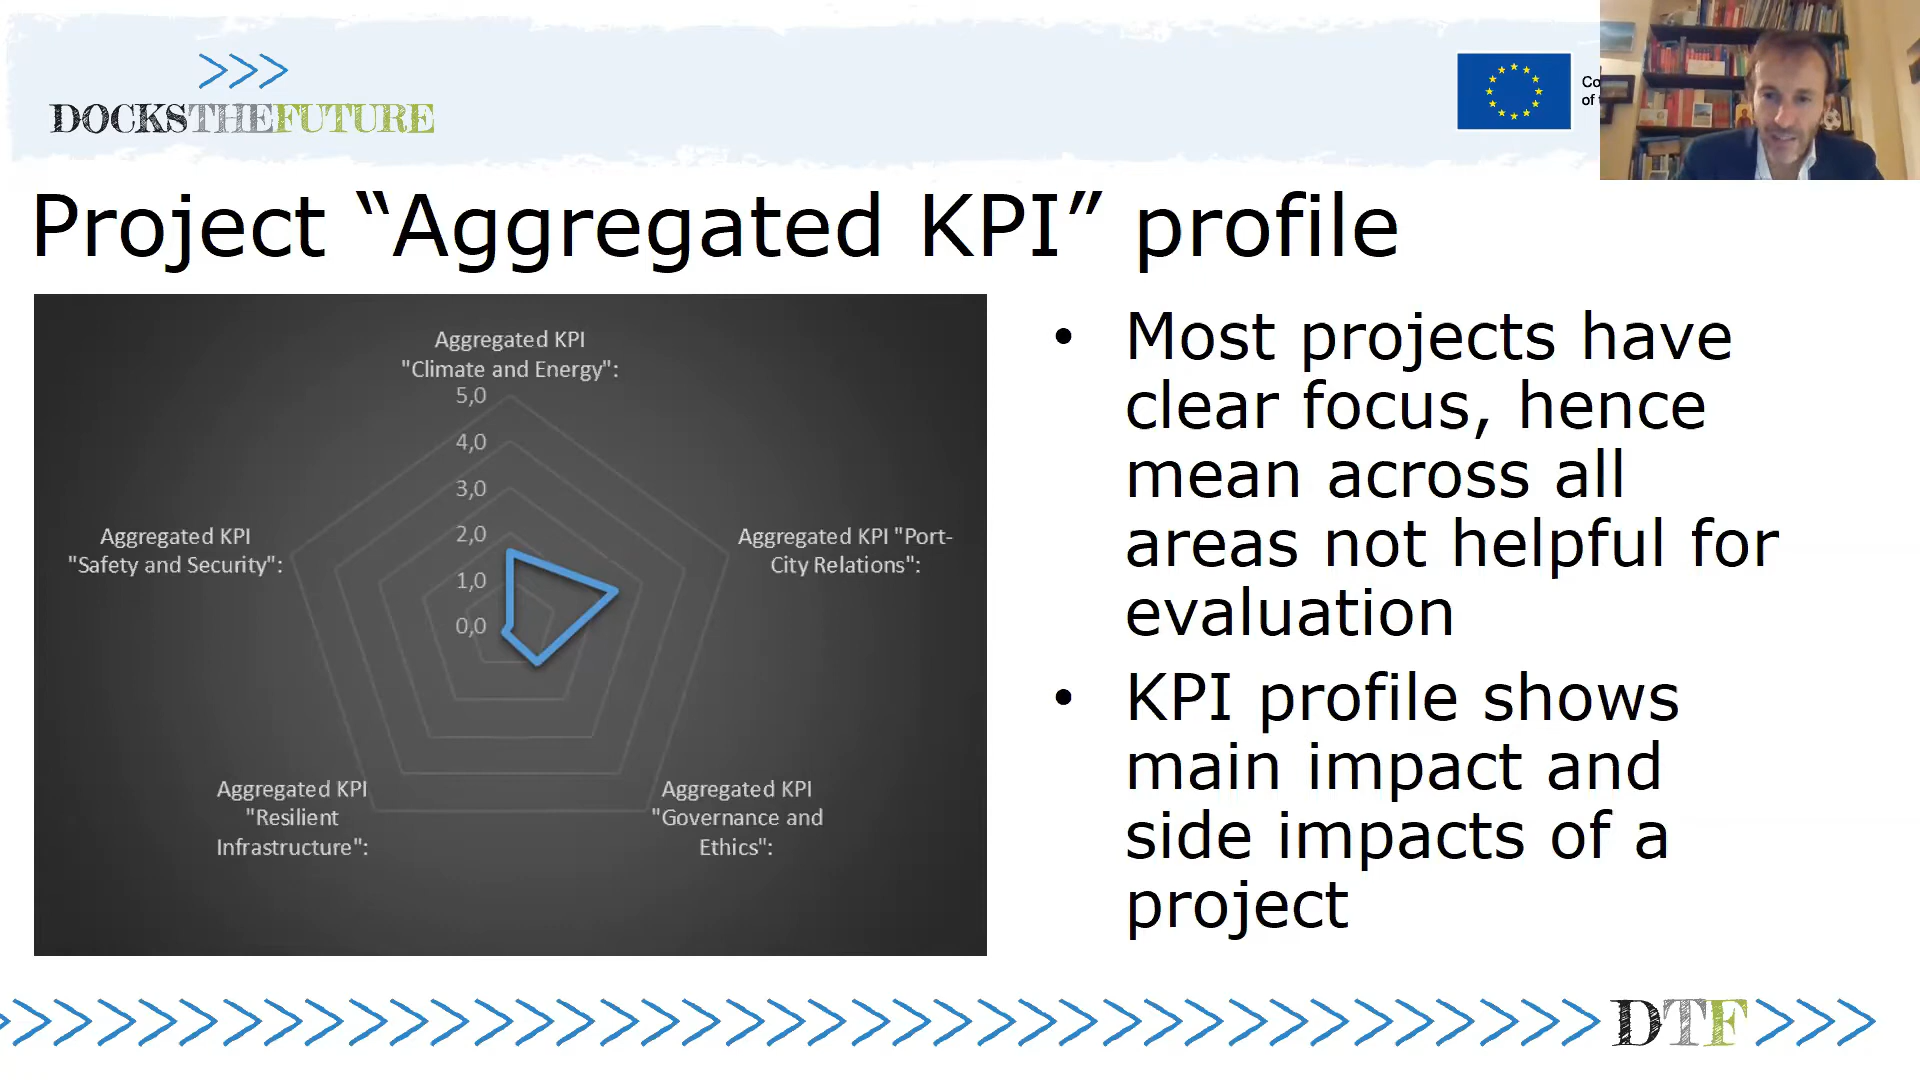 DOCKSTHEFUTURE
Co
of
Project “Aggregated KPI” profile
Aggregated KPI
"Climate and Energy":
5,0
4,0
3,0
2,0
1,0
0,0
Aggregated KPI "Port-
City Relations":
Aggregated KPI
"Governance and
Ethics":
Aggregated KPI
"Resilient
Infrastructure":
Aggregated KPI
"Safety and Security":
• Most projects have
clear focus, hence
mean across all
areas not helpful for
evaluation
• KPI profile shows
main impact and
side impacts of a
project
DTF